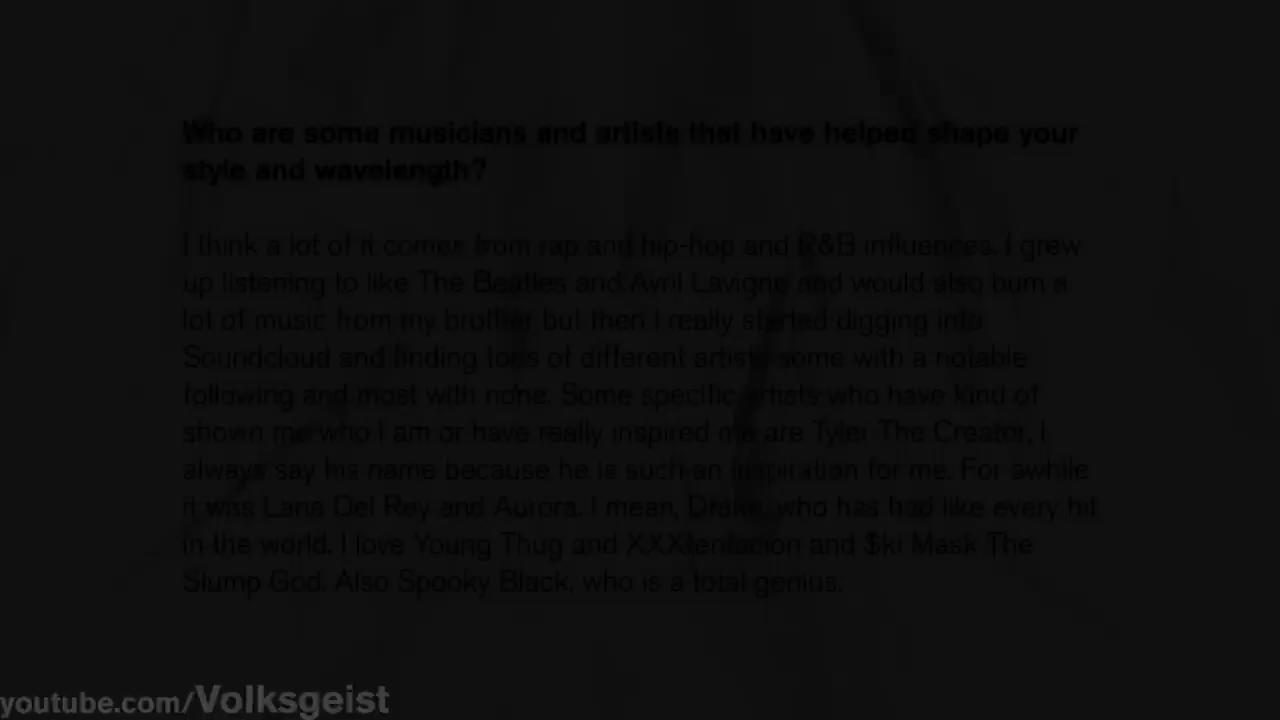 Who are some musicians and artists that have helped shape your
style and wavelength?
I think a lot of it comes from rap and hip-hop and R&B influences. I grew
up listening to like The Beatles and Avril Lavigne and would also bum a
lot of music from my brother but then I really started digging into
Soundcloud and finding tons of different artists some with a notable
following and most with none. Some specific artists who have kind of
shown me who I am or have really inspired me are Tyler The Creator, I
always say his name because he is such an inspiration for me. For awhile
it was Lana Del Rey and Aurora. I mean, Drake, who has had like every hit
in the world. I love Young Thug and XXXtentacion and $ki Mask The
Slump God. Also Spooky Black, who is a total genius.
youtube.com/Volksgeist